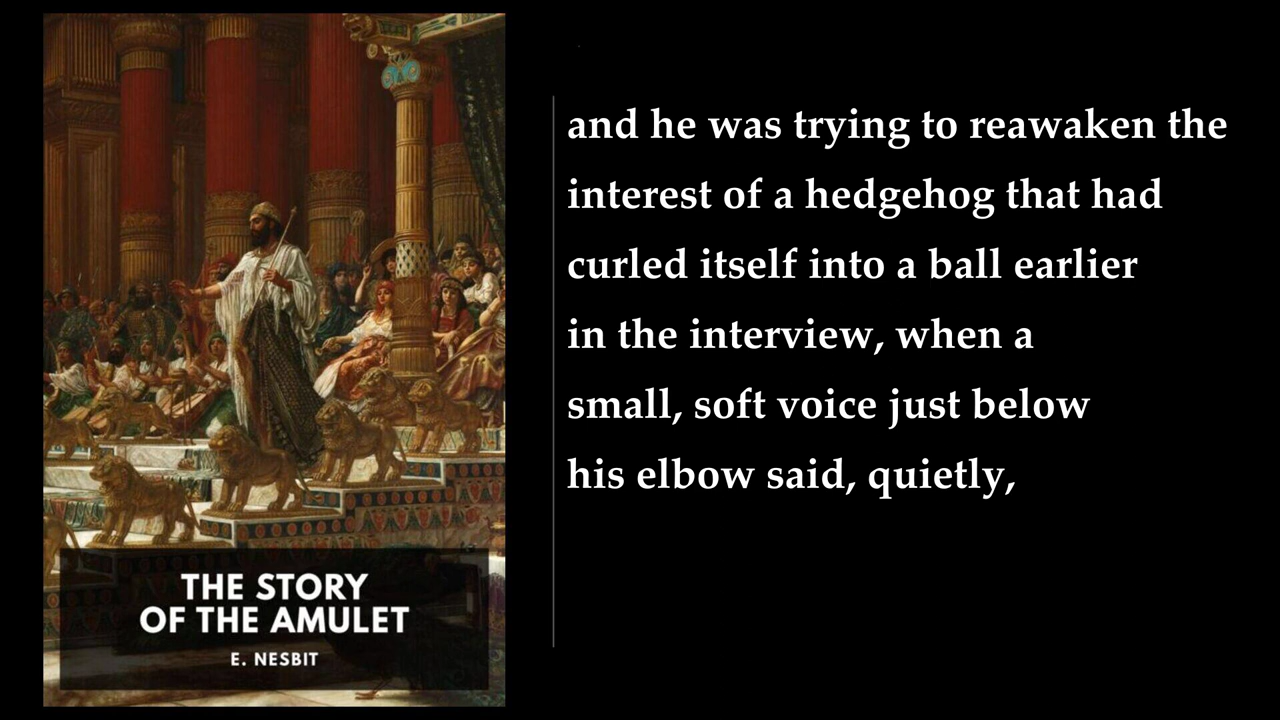 THE STORY
OF THE AMULET
E. NESBIT
and he was trying to reawaken the
interest of a hedgehog that had
curled itself into a ball earlier
in the interview, when a
small, soft voice just below
his elbow said, quietly,